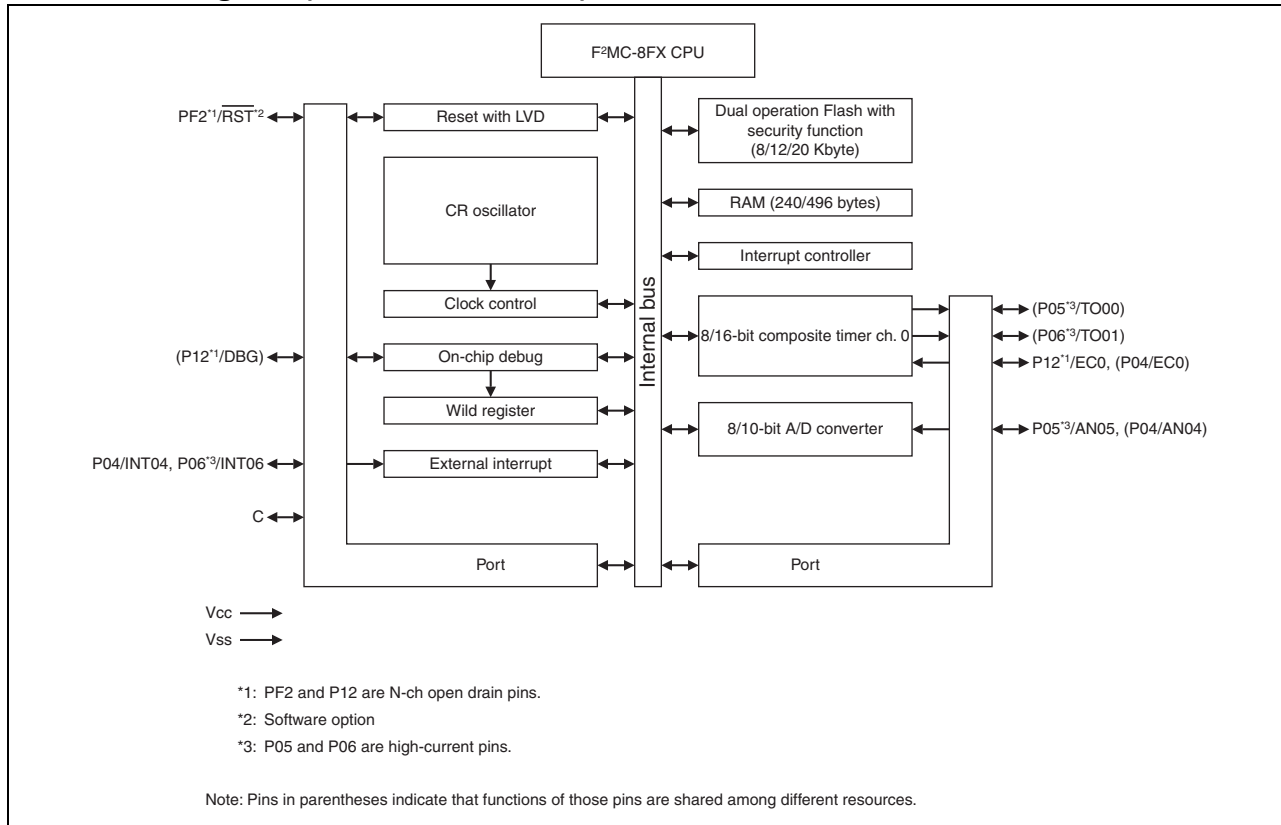 F²MC-8FX CPU
PF2*1/RST*2
Reset with LVD
Dual operation Flash with
security function
(8/12/20 Kbyte)
CR oscillator
RAM (240/496 bytes)
Interrupt controller
Clock control
Internal bus
8/16-bit composite timer ch. 0
(P05*3/TO00)
(P06*3/TO01)
P12*1/EC0, (P04/EC0)
(P12*1/DBG)
On-chip debug
Wild register
8/10-bit A/D converter
P05*3/AN05, (P04/AN04)
P04/INT04, P06*3/INT06
External interrupt
C
Port
Port
Vcc
Vss
*1: PF2 and P12 are N-ch open drain pins.
*2: Software option
*3: P05 and P06 are high-current pins.
Note: Pins in parentheses indicate that functions of those pins are shared among different resources.